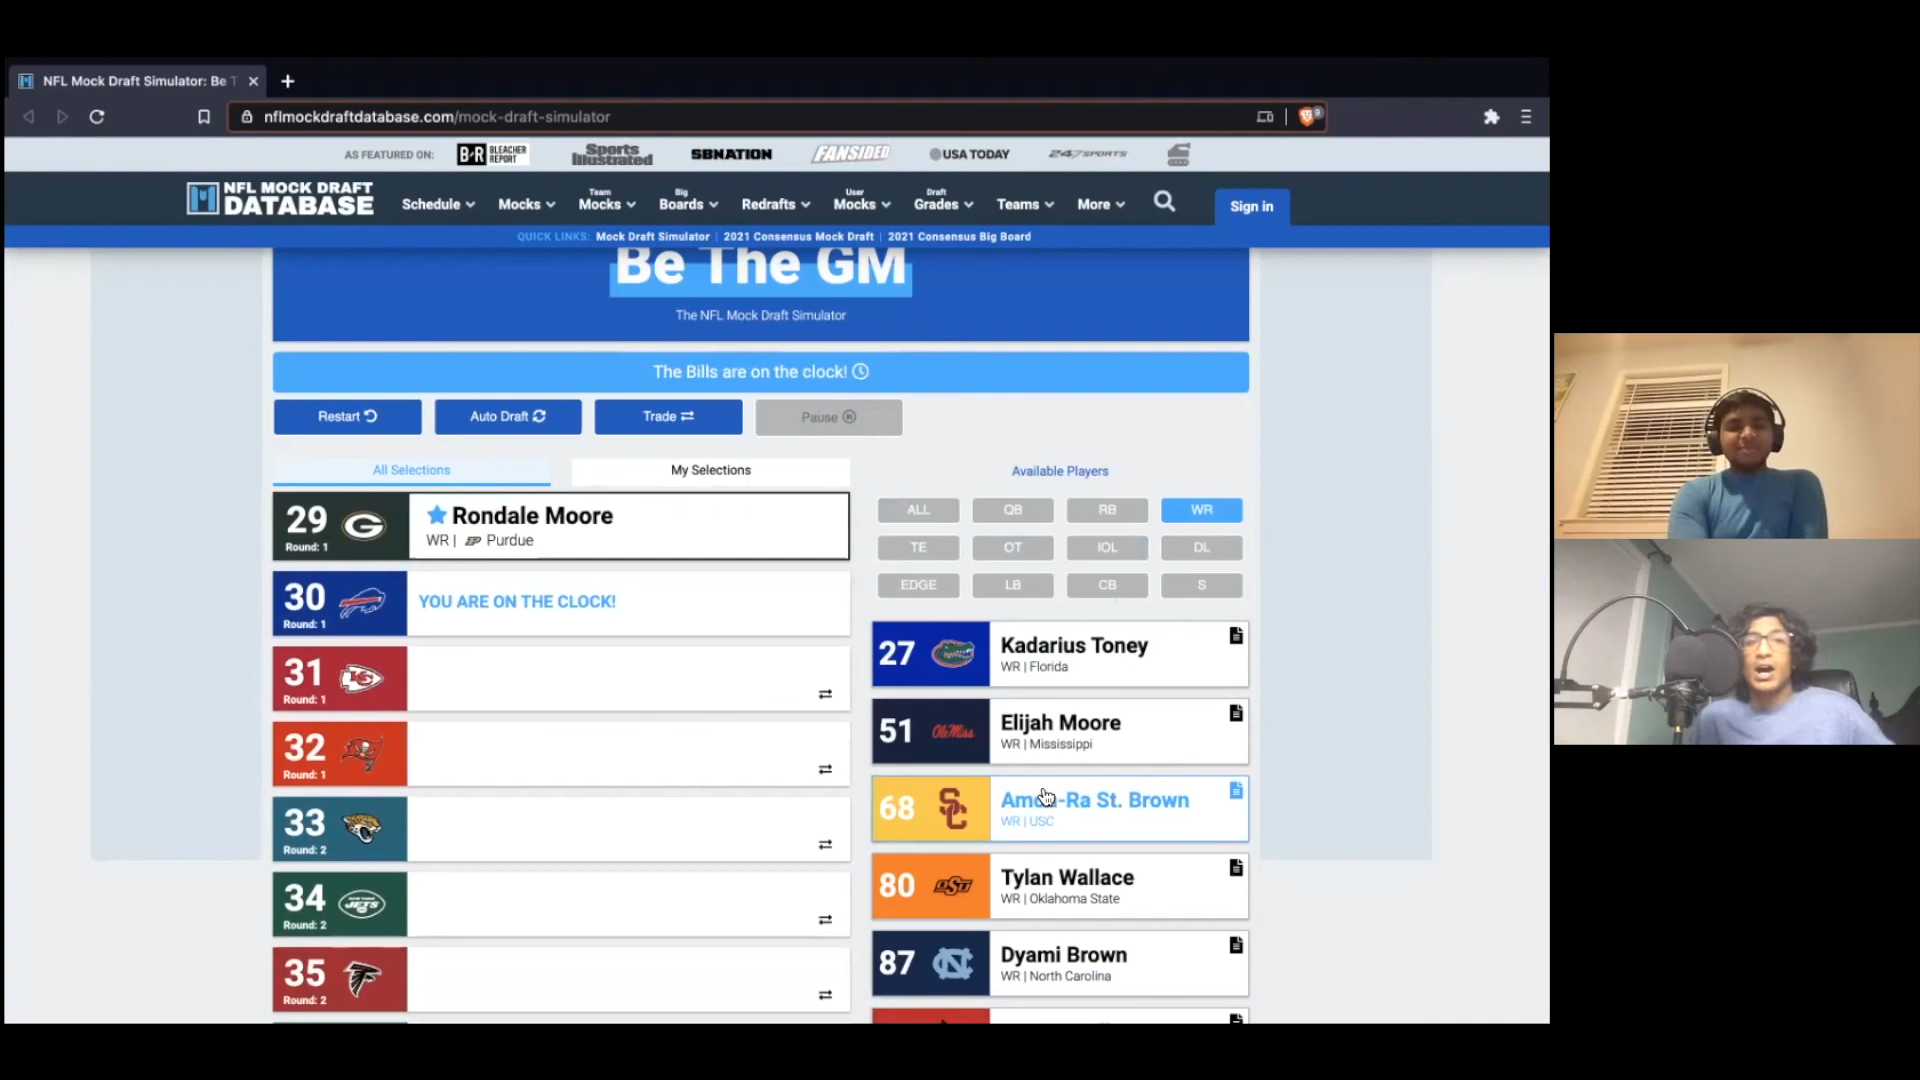 NFL Mock Draft Simulator: Be T
nflmockdraftdatabase.com/mock-draft-simulator
AS FEATURED ON:
B/R BLEACHER REPORT
Sports Illustrated
SBNATION
FANSIDED
USA TODAY
247SPORTS
NFL MOCK DRAFT
DATABASE
Schedule
Mocks
Team
Mocks
Big
Boards
Redrafts
User
Mocks
Draft
Grades
Teams
More
Sign in
QUICK LINKS: Mock Draft Simulator | 2021 Consensus Mock Draft | 2021 Consensus Big Board
Be The GM
The NFL Mock Draft Simulator
The Bills are on the clock!
Restart
Auto Draft
Trade
Pause
All Selections
My Selections
29
Round: 1
G
Rondale Moore
WR | Purdue
30
Round: 1
YOU ARE ON THE CLOCK!
31
Round: 1
KC
32
Round: 1
33
Round: 2
34
Round: 2
JETS
35
Round: 2
Available Players
ALL
QB
RB
WR
TE
OT
IOL
DL
EDGE
LB
CB
S
27
Kadarius Toney
WR | Florida
51
Ole Miss
Elijah Moore
WR | Mississippi
68
SC
-Ra St. Brown
WR | USC
80
OSU
Tylan Wallace
WR | Oklahoma State
87
NC
Dyami Brown
WR | North Carolina